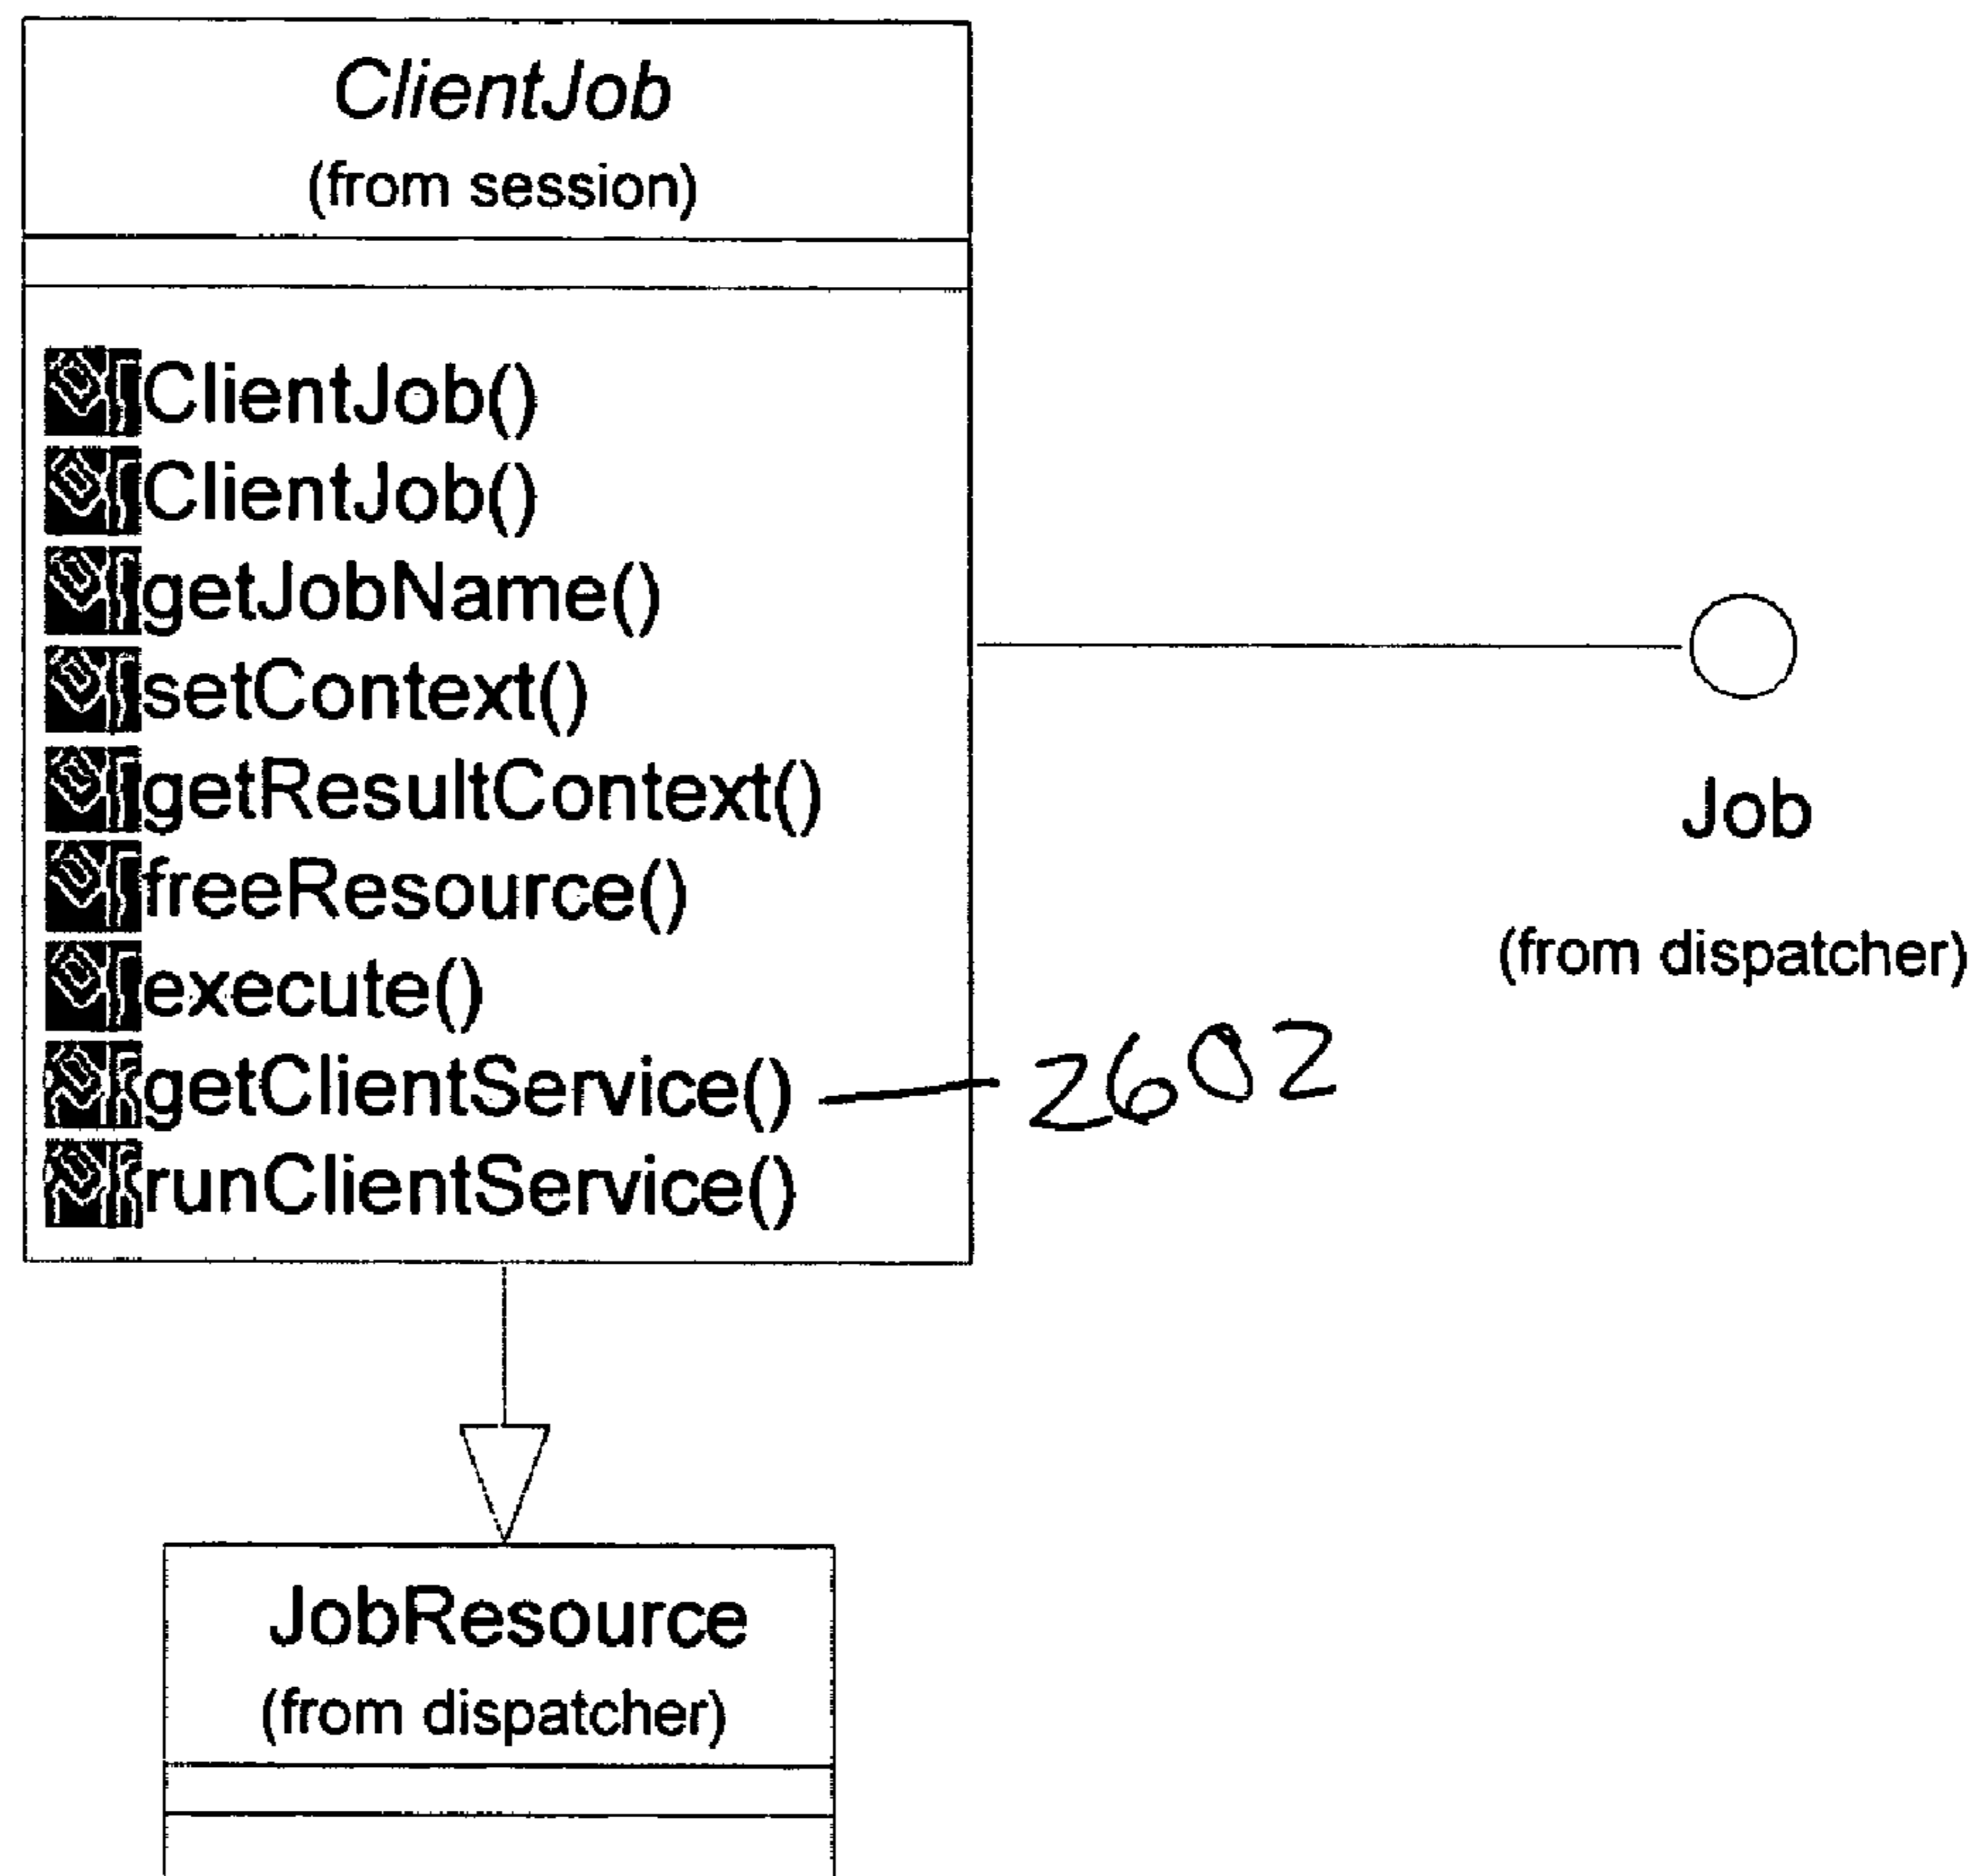 ClientJob
(from session)
ClientJob()
ClientJob()
getJobName()
setContext()
getResultContext()
freeResource()
execute()
getClientService() 2602
runClientService()
Job
(from dispatcher)
JobResource
(from dispatcher)